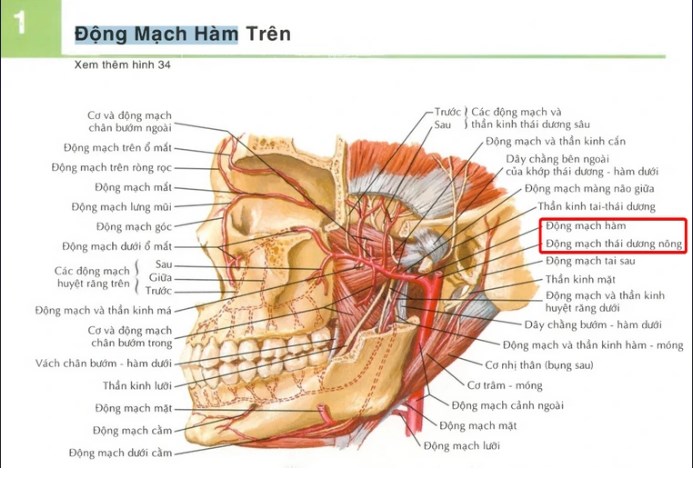 1
Động Mạch Hàm Trên
Xem thêm hình 34
Cơ và động mạch
chân bướm ngoài
Động mạch trên ổ mắt
Động mạch trên ròng rọc
Động mạch mắt
Động mạch lưng mũi
Động mạch góc
Động mạch dưới ổ mắt
Các động mạch
huyệt răng trên
Sau
Giữa
Trước
Động mạch và thần kinh má
Cơ và động mạch
chân bướm trong
Vách chân bướm - hàm dưới
Thần kinh lưỡi
Động mạch mặt
Động mạch cằm
Động mạch dưới cằm
Trước
Sau
Các động mạch và
thần kinh thái dương sâu
Động mạch và thần kinh cắn
Dây chằng bên ngoài
của khớp thái dương - hàm dưới
Động mạch màng não giữa
Thần kinh tai-thái dương
Động mạch hàm
Động mạch thái dương nông
Động mạch tai sau
Thần kinh mặt
Động mạch và thần kinh
huyệt răng dưới
Dây chằng bướm - hàm dưới
Động mạch và thần kinh hàm - móng
Cơ nhị thân (bụng sau)
Cơ trâm - móng
Động mạch cảnh ngoài
Động mạch mặt
Động mạch lưỡi